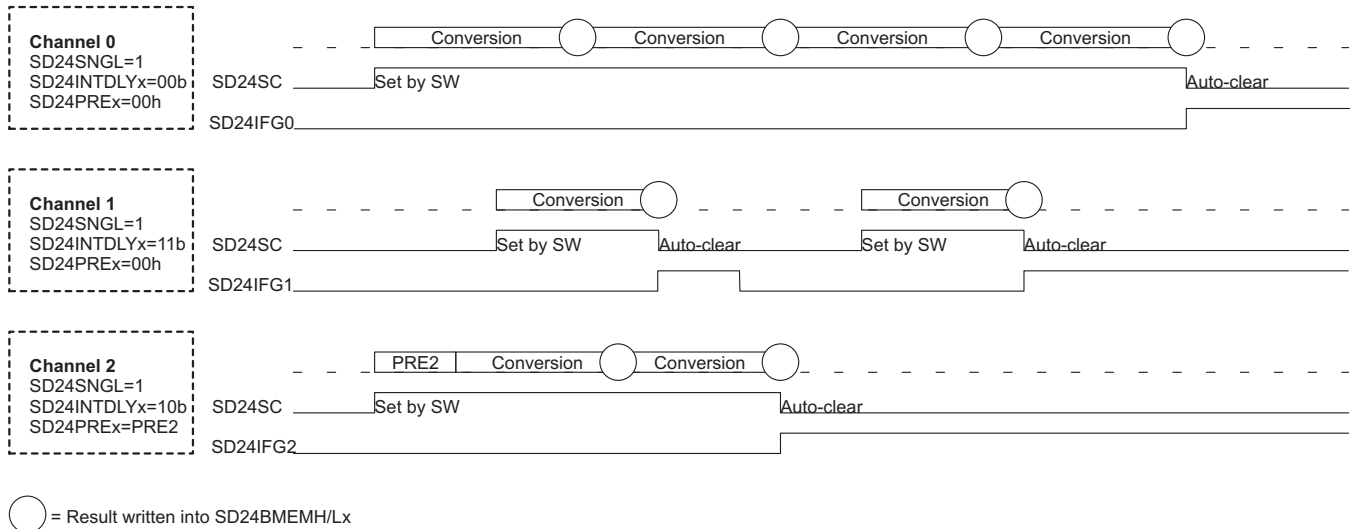 Channel 0
SD24SNGL=1
SD24INTDLYx=00b
SD24PREx=00h
Conversion Conversion Conversion Conversion
SD24SC Set by SW Auto-clear
SD24IFG0
Channel 1
SD24SNGL=1
SD24INTDLYx=11b
SD24PREx=00h
Conversion Conversion
SD24SC Set by SW Auto-clear Set by SW Auto-clear
SD24IFG1
Channel 2
SD24SNGL=1
SD24INTDLYx=10b
SD24PREx=PRE2
PRE2 Conversion Conversion
SD24SC Set by SW Auto-clear
SD24IFG2
= Result written into SD24BMEMH/Lx